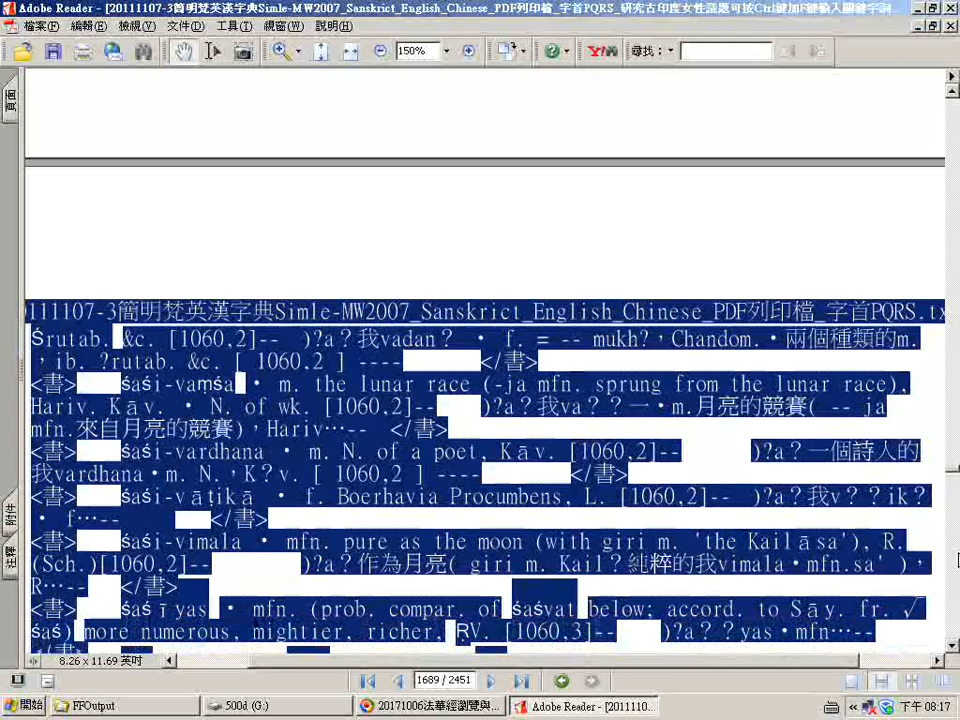 Adobe Reader - [20111107-3簡明梵英漢字典Simle-MW2007_Sanskrict_English_Chinese_PDF列印檔_字首PQRS_研究古印度女性議題可按Ctrl鍵加F鍵輸入關鍵字詞
檔案(F) 編輯(E) 檢視(V) 文件(D) 工具(T) 視窗(W) 說明(H)
150% Y! 尋找：
頁面
附件
注釋
111107-3簡明梵英漢字典Simle-MW2007_Sanskrict_English_Chinese_PDF列印檔_字首PQRS.tx
Śrutab. &c. [1060,2]-- )?a？我vadan？ · f. = -- mukh?，Chandom.·兩個種類的m.
，ib. ?rutab. &c. [ 1060,2 ] ---- </書>
<書> śaśi-vaṃśa · m. the lunar race (-ja mfn. sprung from the lunar race),
Hariv. Kāv. · N. of wk. [1060,2]-- )?a？我va？？一·m.月亮的競賽( -- ja
mfn.來自月亮的競賽)，Hariv…-- </書>
<書> śaśi-vardhana · m. N. of a poet, Kāv. [1060,2]-- )?a？一個詩人的
我vardhana·m. N.，K？v. [ 1060,2 ] ---- </書>
<書> śaśi-vāṭikā · f. Boerhavia Procumbens, L. [1060,2]-- )?a？我v？？ik？
· f…-- </書>
<書> śaśi-vimala · mfn. pure as the moon (with giri m. 'the Kailāsa'), R.
(Sch.)[1060,2]-- )?a？作為月亮( giri m. Kail？純粹的我vimala·mfn.sa' )，
R…-- </書>
<書> śaśīyas · mfn. (prob. compar. of śaśvat below; accord. to Sāy. fr. √
śaś) more numerous, mightier, richer, ṚV. [1060,3]-- )?a？？yas·mfn…--
8.26 x 11.69 英吋
1689 / 2451
開始 FFOutput 500d (G:) 20171006法華經瀏覽與... Adobe Reader - [2011110... « 下午 08:17